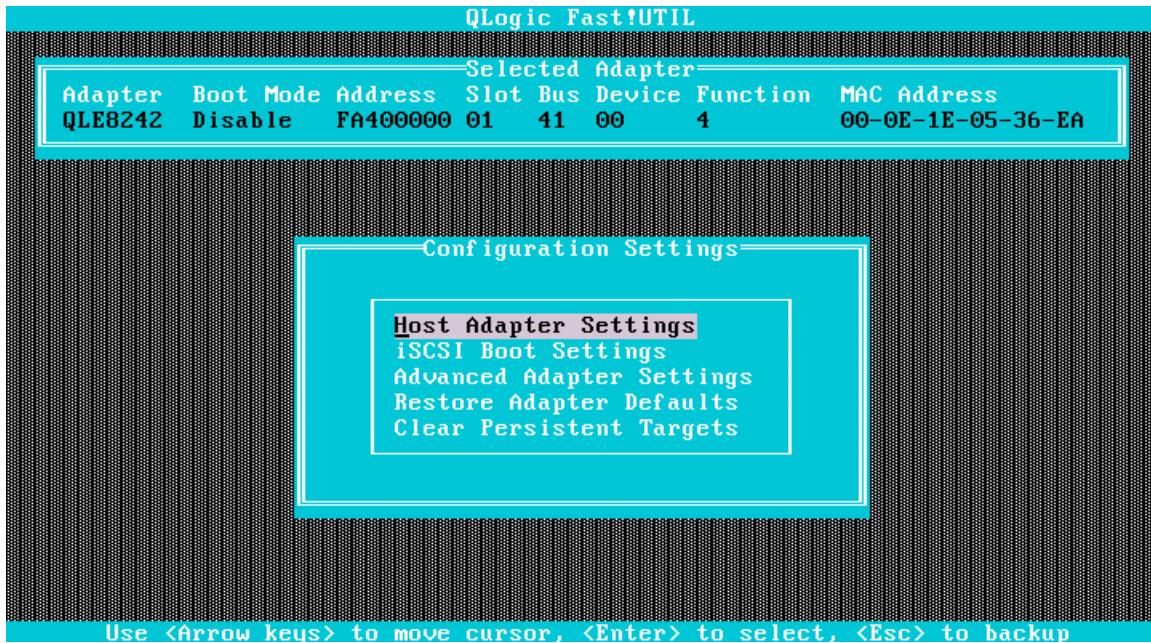 QLogic Fast!UTIL
Selected Adapter
Adapter Boot Mode Address Slot Bus Device Function MAC Address
QLE8242 Disable FA400000 01 41 00 4 00-0E-1E-05-36-EA
Configuration Settings
Host Adapter Settings
iSCSI Boot Settings
Advanced Adapter Settings
Restore Adapter Defaults
Clear Persistent Targets
Use <Arrow keys> to move cursor, <Enter> to select, <Esc> to backup